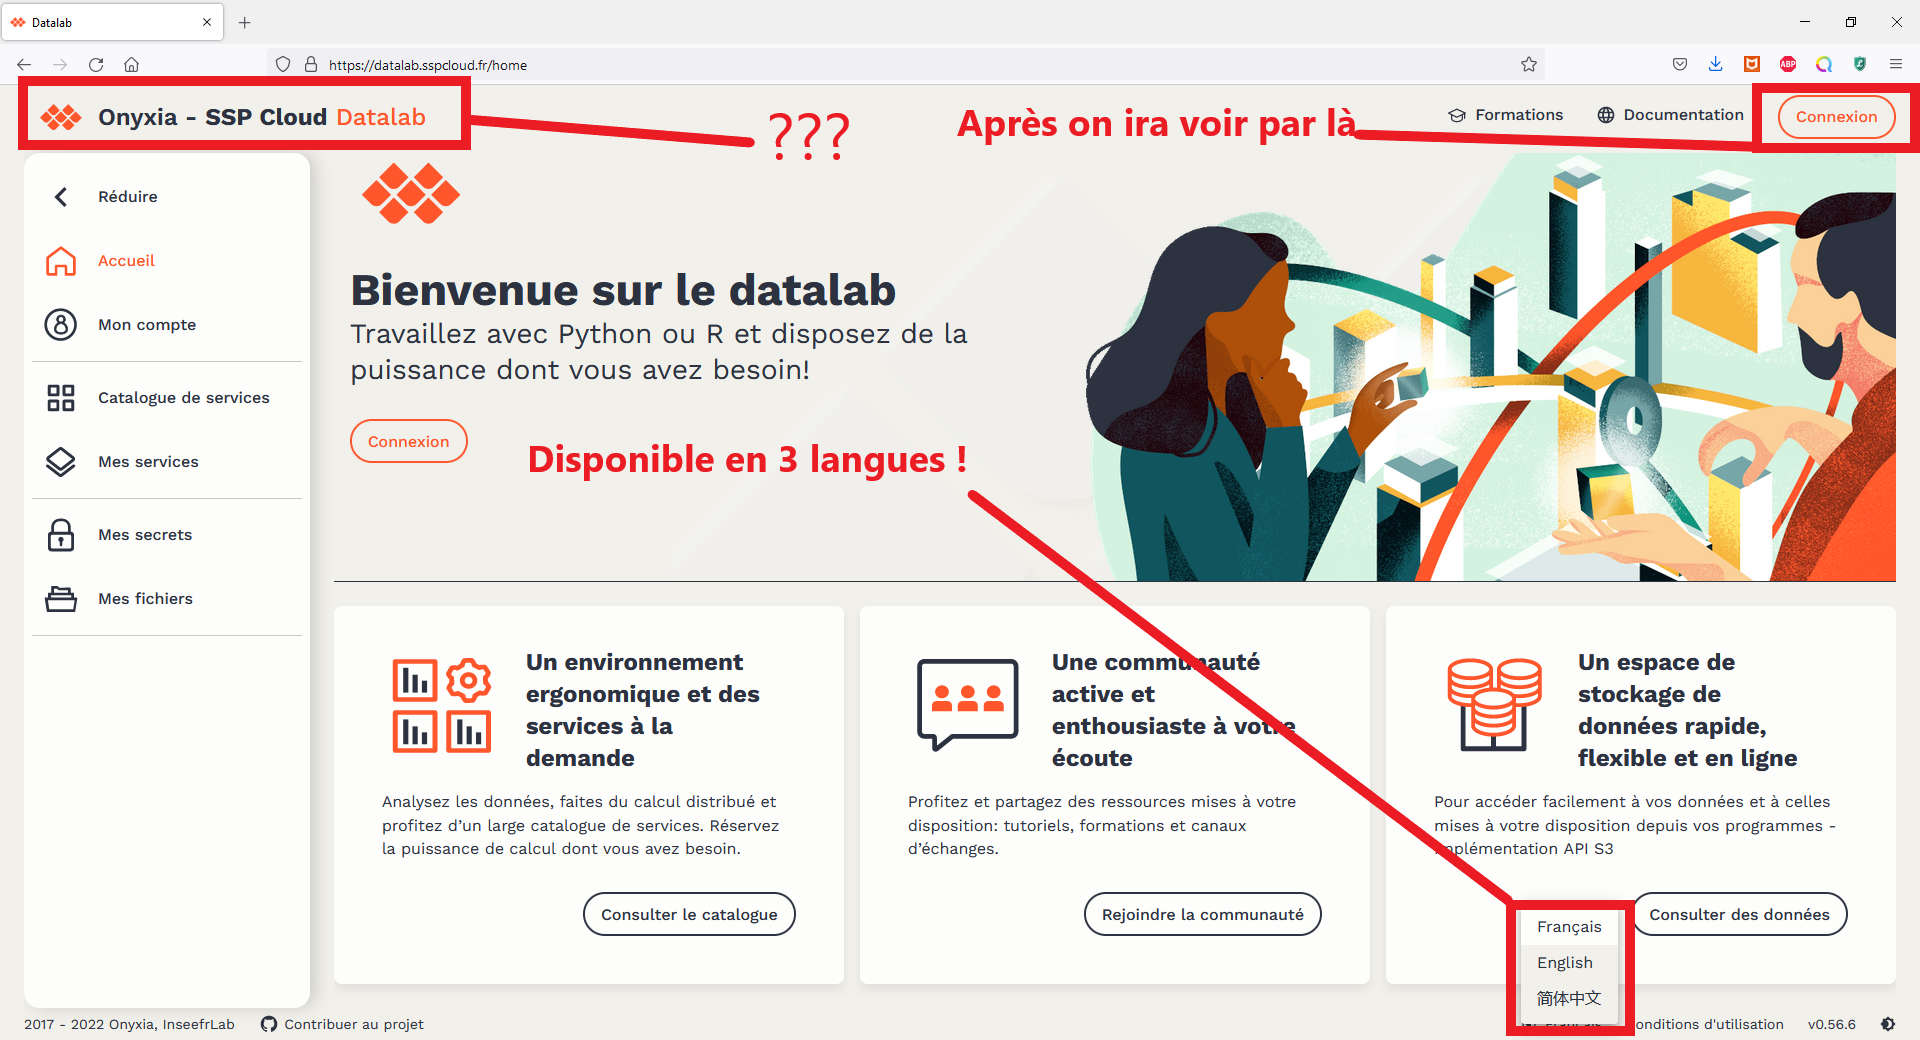 Datalab
https://datalab.sspcloud.fr/home
ABP
Onyxia - SSP Cloud Datalab
???
Après on ira voir par là
Formations
Documentation
Connexion
Réduire
Accueil
Mon compte
Catalogue de services
Mes services
Mes secrets
Mes fichiers
Bienvenue sur le datalab
Travaillez avec Python ou R et disposez de la
puissance dont vous avez besoin!
Connexion
Disponible en 3 langues !
Un environnement
ergonomique et des
services à la
demande
Analysez les données, faites du calcul distribué et
profitez d’un large catalogue de services. Réservez
la puissance de calcul dont vous avez besoin.
Consulter le catalogue
Une communauté
active et
enthousiaste à votre
écoute
Profitez et partagez des ressources mises à votre
disposition: tutoriels, formations et canaux
d’échanges.
Rejoindre la communauté
Un espace de
stockage de
données rapide,
flexible et en ligne
Pour accéder facilement à vos données et à celles
mises à votre disposition depuis vos programmes -
implémentation API S3
Consulter des données
Français
English
简体中文
2017 - 2022 Onyxia, InseefrLab
Contribuer au projet
onditions d'utilisation
v0.56.6